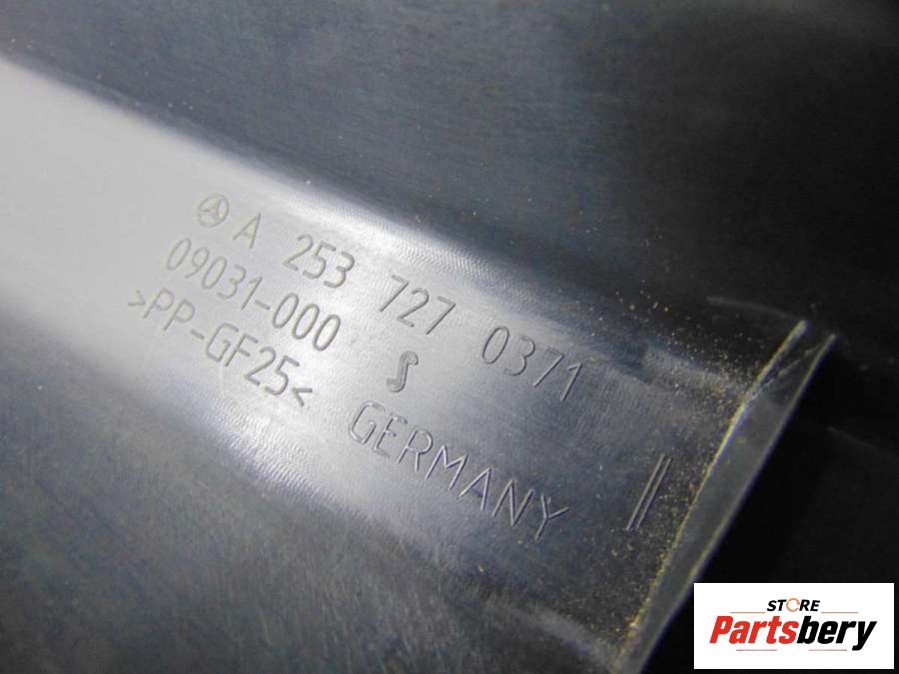 A 253 727 0371
09031-000
>PP-GF25<
GERMANY
STORE
Partsbery